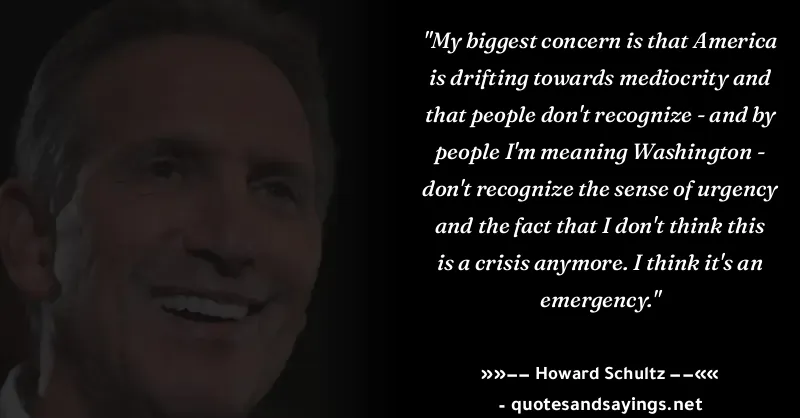 "My biggest concern is that America
is drifting towards mediocrity and
that people don't recognize - and by
people I'm meaning Washington -
don't recognize the sense of urgency
and the fact that I don't think this
is a crisis anymore. I think it's an
emergency."
»»–– Howard Schultz ––««
- quotesandsayings.net